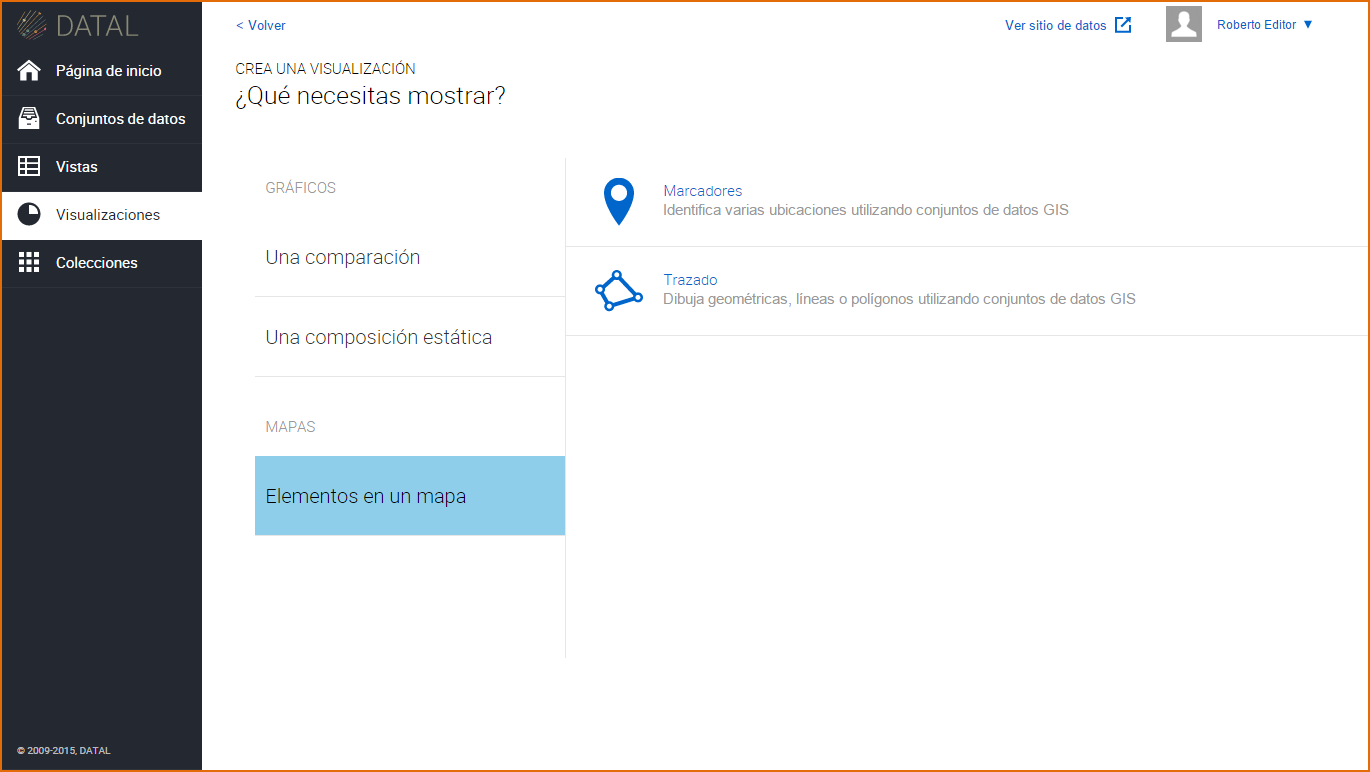 DATAL
Página de inicio
Conjuntos de datos
Vistas
Visualizaciones
Colecciones
© 2009-2015, DATAL
< Volver
Ver sitio de datos
Roberto Editor ▼
CREA UNA VISUALIZACIÓN
¿Qué necesitas mostrar?
GRÁFICOS
Una comparación
Una composición estática
MAPAS
Elementos en un mapa
Marcadores
Identifica varias ubicaciones utilizando conjuntos de datos GIS
Trazado
Dibuja geométricas, líneas o polígonos utilizando conjuntos de datos GIS